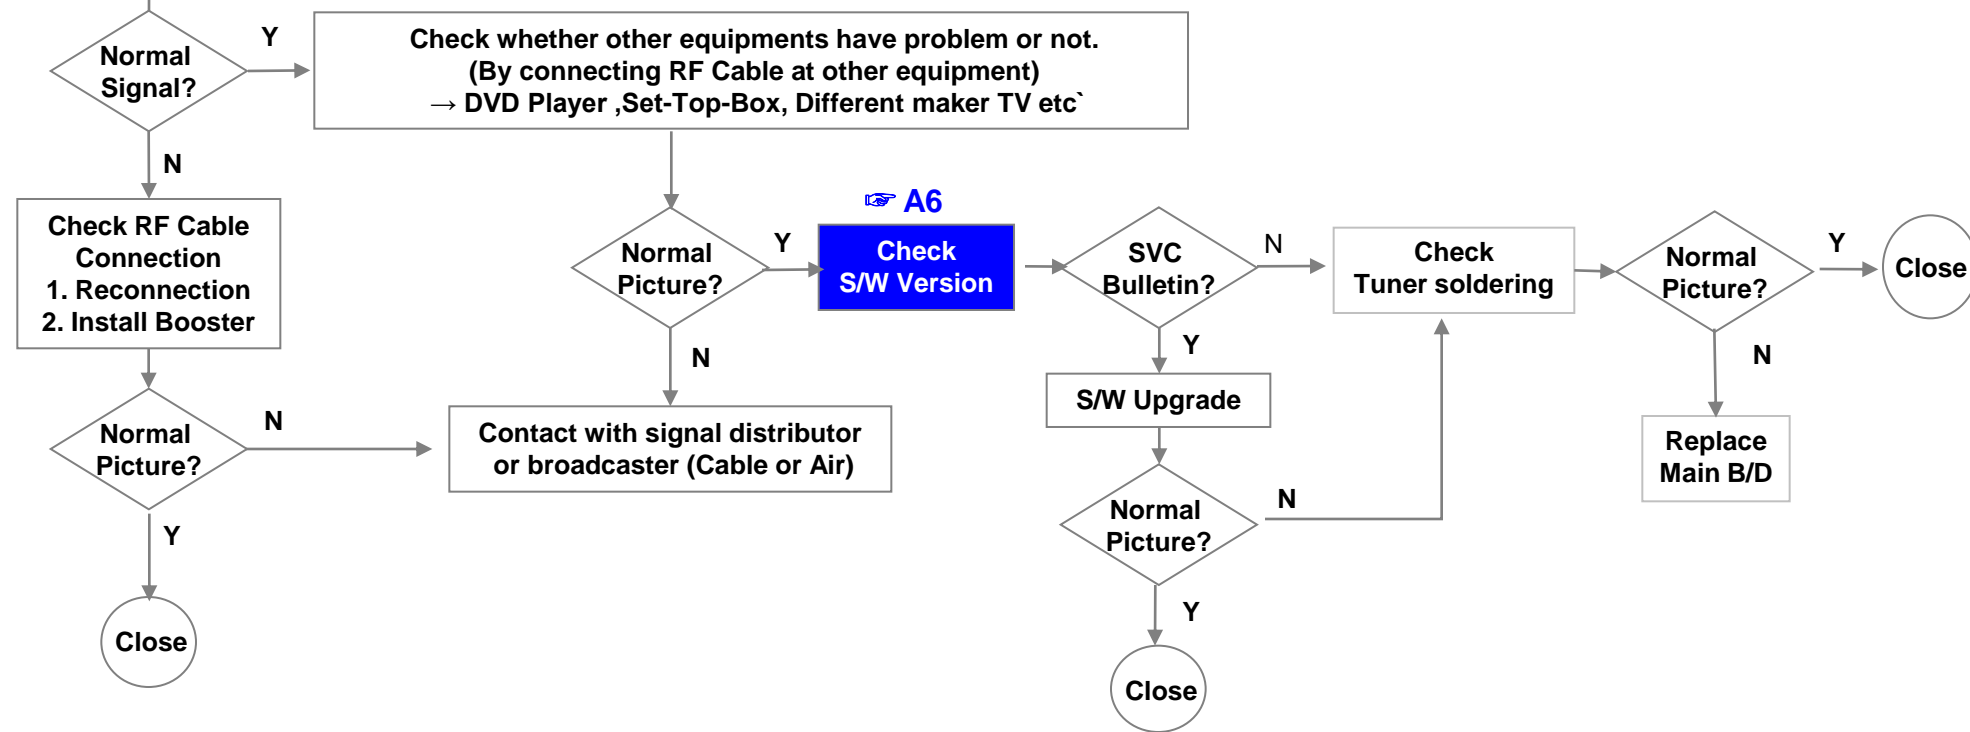 Normal
Signal?
Y
Check whether other equipments have problem or not.
(By connecting RF Cable at other equipment)
→ DVD Player ,Set-Top-Box, Different maker TV etc`
N
Check RF Cable
Connection
1. Reconnection
2. Install Booster
Normal
Picture?
N
Y
Close
Normal
Picture?
Y
N
Contact with signal distributor
or broadcaster (Cable or Air)
☞ A6
Check
S/W Version
SVC
Bulletin?
N
Y
S/W Upgrade
Normal
Picture?
N
Y
Close
Check
Tuner soldering
Normal
Picture?
Y
Close
N
Replace
Main B/D